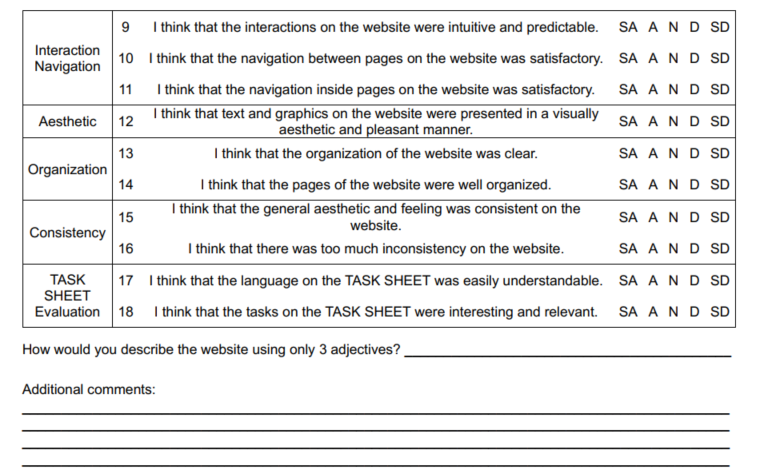 Interaction
Navigation
9 I think that the interactions on the website were intuitive and predictable. SA A N D SD
10 I think that the navigation between pages on the website was satisfactory. SA A N D SD
11 I think that the navigation inside pages on the website was satisfactory. SA A N D SD
Aesthetic
12 I think that text and graphics on the website were presented in a visually
aesthetic and pleasant manner. SA A N D SD
Organization
13 I think that the organization of the website was clear. SA A N D SD
14 I think that the pages of the website were well organized. SA A N D SD
Consistency
15 I think that the general aesthetic and feeling was consistent on the
website. SA A N D SD
16 I think that there was too much inconsistency on the website. SA A N D SD
TASK
SHEET
Evaluation
17 I think that the language on the TASK SHEET was easily understandable. SA A N D SD
18 I think that the tasks on the TASK SHEET were interesting and relevant. SA A N D SD
How would you describe the website using only 3 adjectives?
Additional comments: